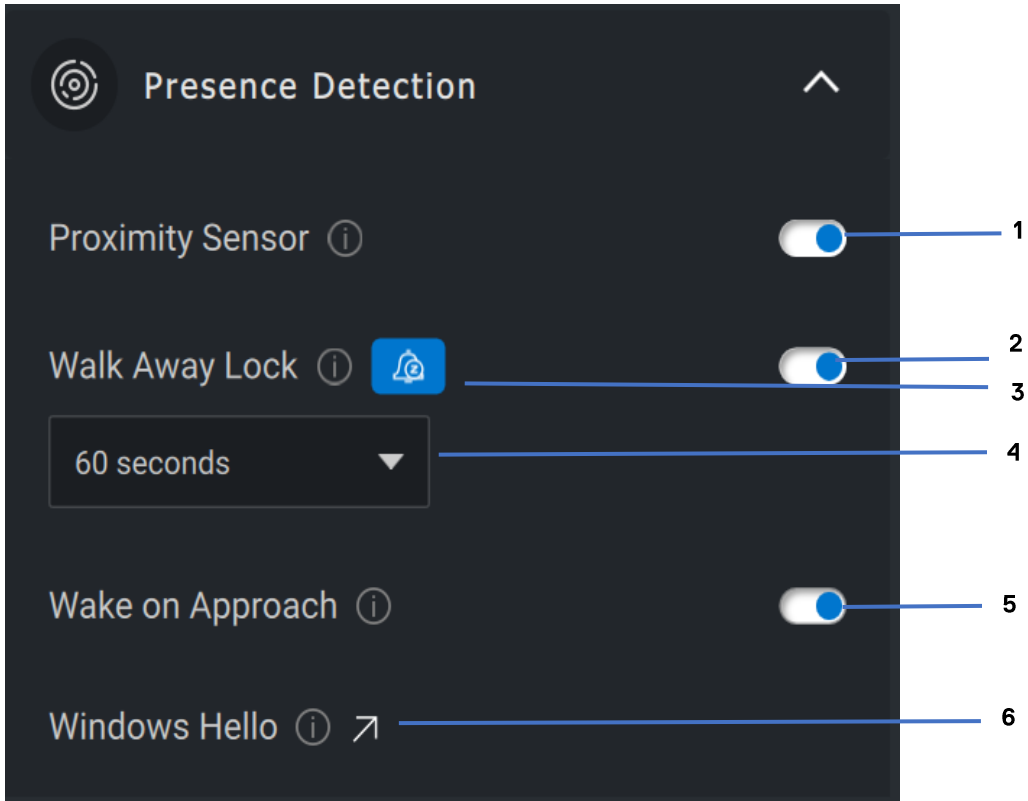 Presence Detection
Proximity Sensor
1
Walk Away Lock
2
3
60 seconds
4
Wake on Approach
5
Windows Hello
6